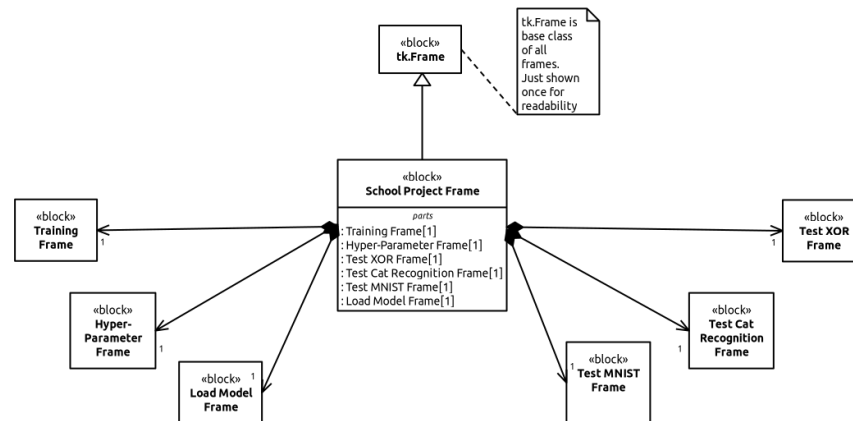 «block»
tk.Frame
tk.Frame is
base class
of all
frames.
Just shown
once for
readability
«block»
School Project Frame
parts
: Training Frame[1]
: Hyper-Parameter Frame[1]
: Test XOR Frame[1]
: Test Cat Recognition Frame[1]
: Test MNIST Frame[1]
: Load Model Frame[1]
«block»
Training
Frame
1
«block»
Test XOR
Frame
1
«block»
Hyper-
Parameter
Frame
1
«block»
Test Cat
Recognition
Frame
1
«block»
Load Model
Frame
1
«block»
Test MNIST
Frame
1